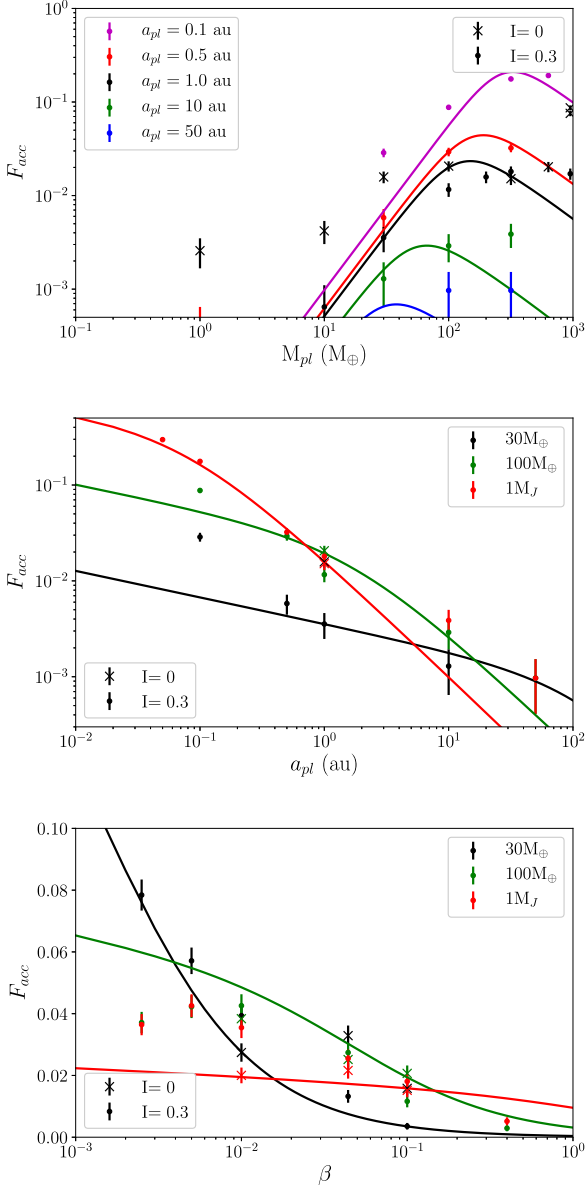 a_pl = 0.1 au
a_pl = 0.5 au
a_pl = 1.0 au
a_pl = 10 au
a_pl = 50 au
I= 0
I= 0.3
F_acc
10^0
10^−1
10^−2
10^−3
10^−1 10^0 10^1 10^2 10^3
M_pl (M_⊕)
30M_⊕
100M_⊕
1M_J
I= 0
I= 0.3
F_acc
10^−1
10^−2
10^−3
10^−2 10^−1 10^0 10^1 10^2
a_pl (au)
30M_⊕
100M_⊕
1M_J
I= 0
I= 0.3
F_acc
0.10
0.08
0.06
0.04
0.02
0.00
10^−3 10^−2 10^−1 10^0
β